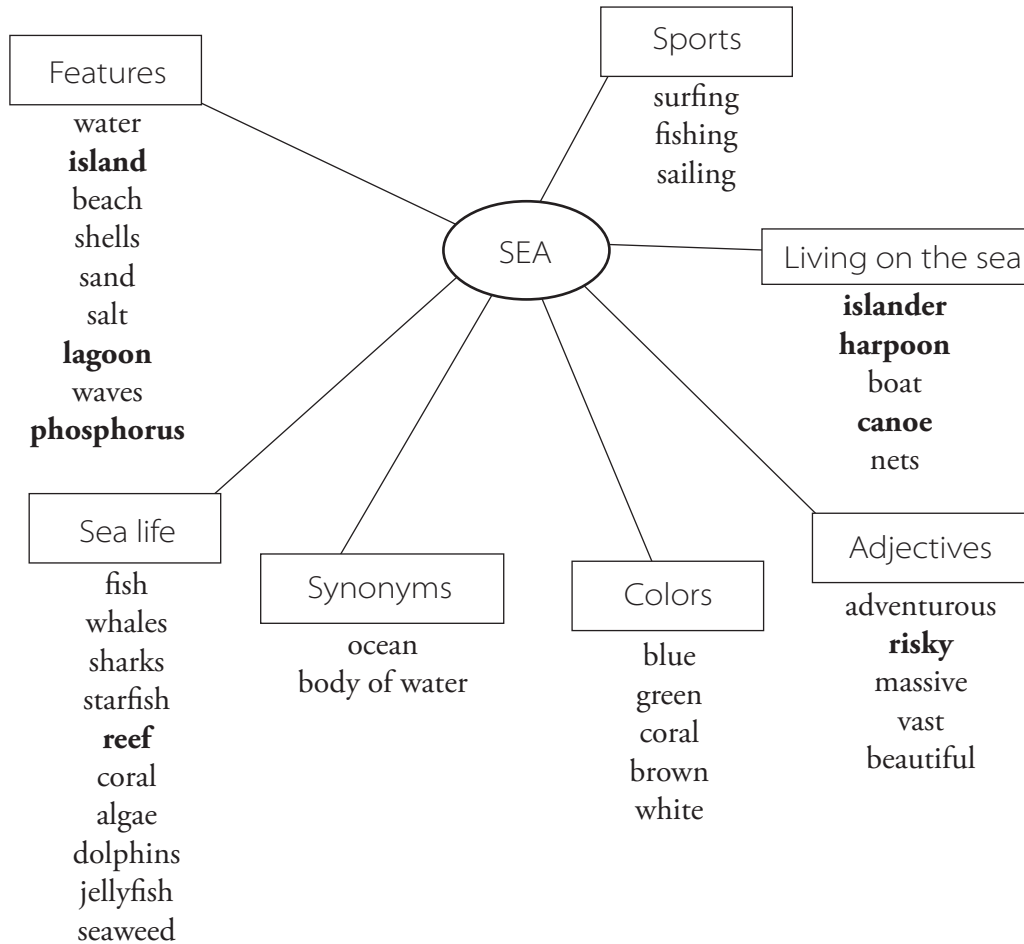 Features
water
island
beach
shells
sand
salt
lagoon
waves
phosphorus
Sports
surfing
fishing
sailing
SEA
Living on the sea
islander
harpoon
boat
canoe
nets
Sea life
fish
whales
sharks
starfish
reef
coral
algae
dolphins
jellyfish
seaweed
Synonyms
ocean
body of water
Colors
blue
green
coral
brown
white
Adjectives
adventurous
risky
massive
vast
beautiful